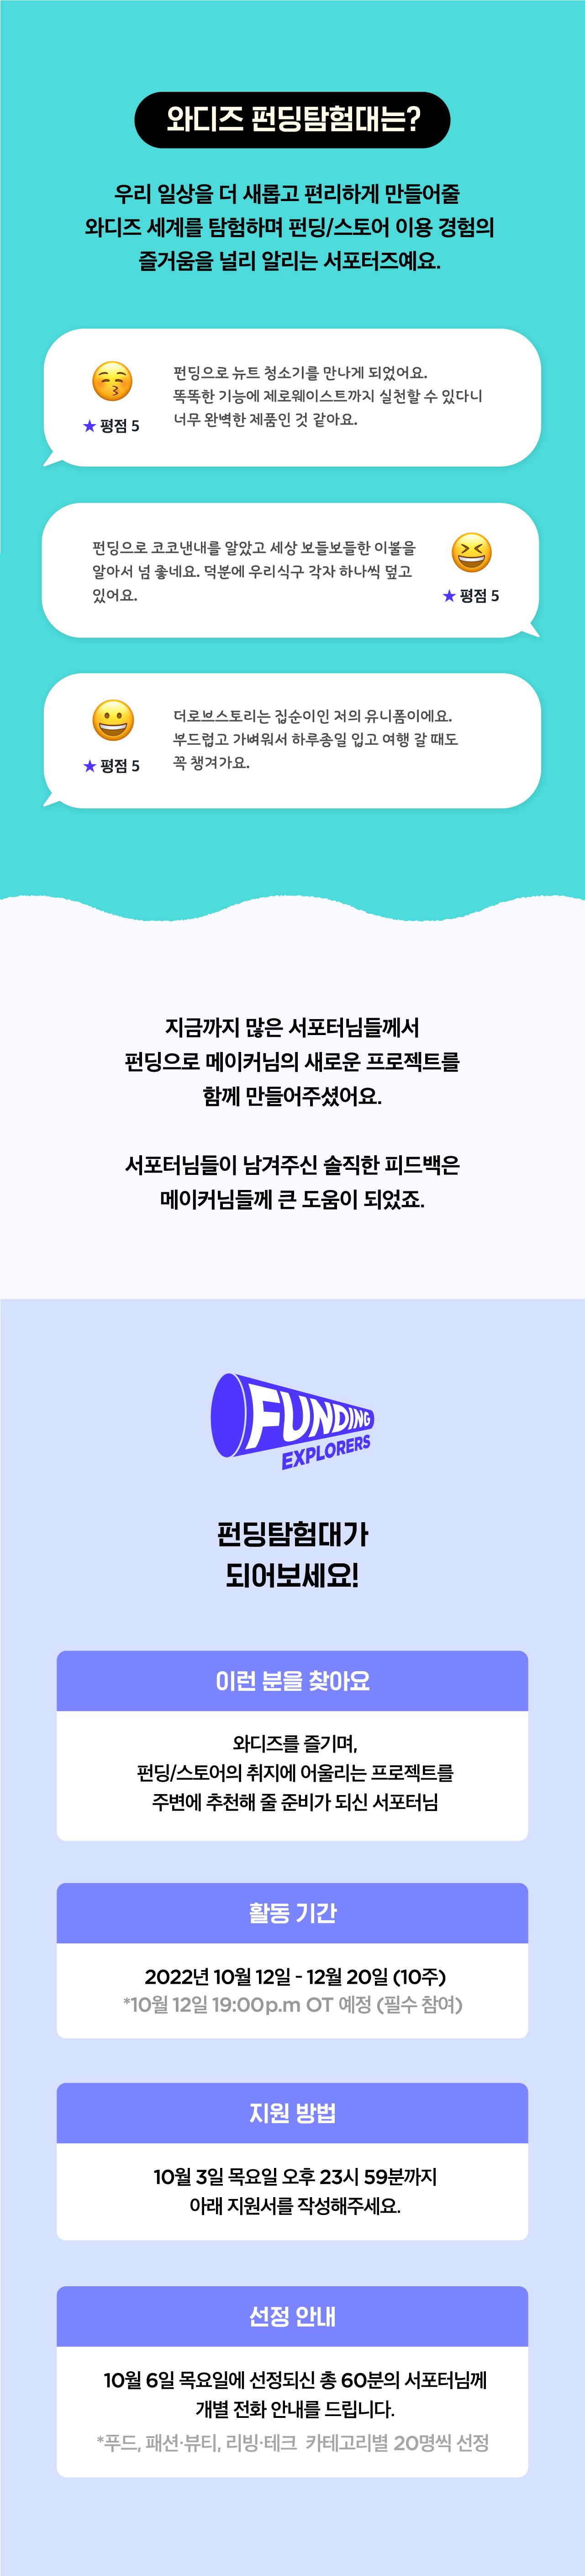 와디즈 펀딩탐험대는?
우리 일상을 더 새롭고 편리하게 만들어줄
와디즈 세계를 탐험하며 펀딩/스토어 이용 경험의
즐거움을 널리 알리는 서포터즈예요.
펀딩으로 뉴트 청소기를 만나게 되었어요.
똑똑한 기능에 제로웨이스트까지 실천할 수 있다니
너무 완벽한 제품인 것 같아요.
★ 평점 5
펀딩으로 코코낸내를 알았고 세상 보들보들한 이불을
알아서 넘 좋네요. 덕분에 우리식구 각자 하나씩 덮고
있어요.
★ 평점 5
더로브스토리는 집순이인 저의 유니폼이에요.
부드럽고 가벼워서 하루종일 입고 여행 갈 때도
꼭 챙겨가요.
★ 평점 5
지금까지 많은 서포터님들께서
펀딩으로 메이커님의 새로운 프로젝트를
함께 만들어주셨어요.
서포터님들이 남겨주신 솔직한 피드백은
메이커님들께 큰 도움이 되었죠.
FUNDING
EXPLORERS
펀딩탐험대가
되어보세요!
이런 분을 찾아요
와디즈를 즐기며,
펀딩/스토어의 취지에 어울리는 프로젝트를
주변에 추천해 줄 준비가 되신 서포터님
활동 기간
2022년 10월 12일 - 12월 20일 (10주)
*10월 12일 19:00p.m OT 예정 (필수 참여)
지원 방법
10월 3일 목요일 오후 23시 59분까지
아래 지원서를 작성해주세요.
선정 안내
10월 6일 목요일에 선정되신 총 60분의 서포터님께
개별 전화 안내를 드립니다.
*푸드, 패션·뷰티, 리빙·테크 카테고리별 20명씩 선정